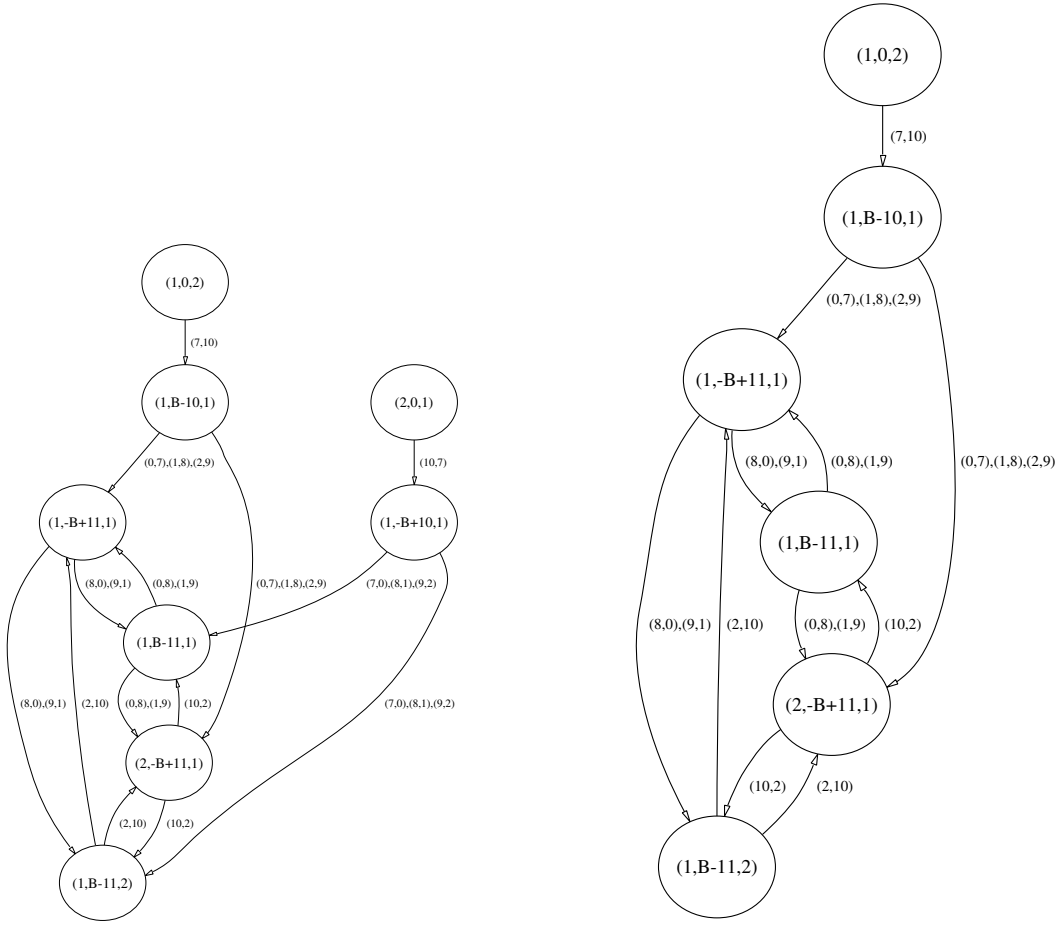 (1,0,2)
(7,10)
(1,B-10,1)
(2,0,1)
(0,7),(1,8),(2,9)
(10,7)
(1,-B+11,1)
(1,-B+10,1)
(8,0),(9,1)
(0,8),(1,9)
(0,7),(1,8),(2,9)
(7,0),(8,1),(9,2)
(1,B-11,1)
(8,0),(9,1)
(2,10)
(0,8),(1,9)
(10,2)
(7,0),(8,1),(9,2)
(2,-B+11,1)
(2,10)
(10,2)
(1,B-11,2)
(1,0,2)
(7,10)
(1,B-10,1)
(0,7),(1,8),(2,9)
(1,-B+11,1)
(8,0),(9,1)
(0,8),(1,9)
(0,7),(1,8),(2,9)
(1,B-11,1)
(8,0),(9,1)
(2,10)
(0,8),(1,9)
(10,2)
(2,-B+11,1)
(10,2)
(2,10)
(1,B-11,2)